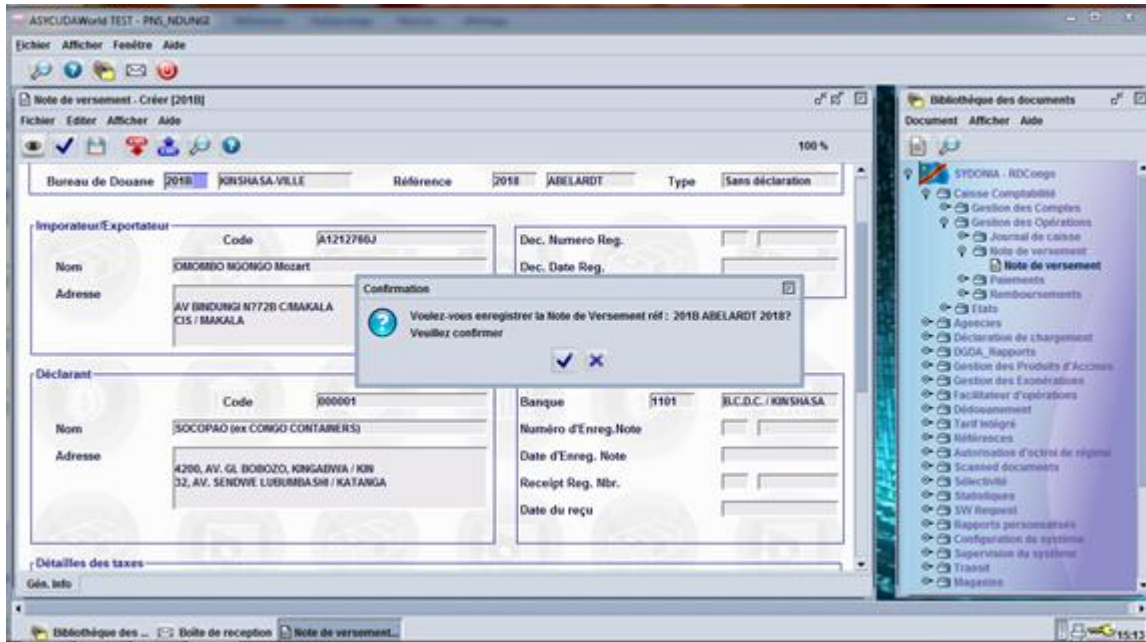 ASYCUDAWorld TEST - PNS_NDUNGI
Fichier Afficher Fenêtre Aide
Note de versement - Créer [201B]
Fichier Editer Afficher Aide
100 %
Bureau de Douane 201B KINSHASA-VILLE Référence 2018 ABELARDT Type Sans déclaration
Imporateur/Exportateur
Code A1212760J
Nom OMOMBO NGONGO Mozart
Adresse
AV BINDUNGI N?72B C/MAKALA
CIS / MAKALA
Dec. Numero Reg.
Dec. Date Reg.
Confirmation
Voulez-vous enregistrer la Note de Versement réf : 201B ABELARDT 2018?
Veuillez confirmer
Déclarant
Code 000001
Nom SOCOPAO (ex CONGO CONTAINERS)
Adresse
4200, AV. GL BOBOZO, KINGABWA / KIN
32, AV. SENDWE LUBUMBASHI / KATANGA
Banque 1101 B.C.D.C. / KINSHASA
Numéro d'Enreg.Note
Date d'Enreg. Note
Receipt Reg. Nbr.
Date du reçu
Détailles des taxes
Gén. Info
Bibliothèque des documents
Document Afficher Aide
SYDONIA - RDCongo
Caisse Comptabilité
Gestion des Comptes
Gestion des Opérations
Journal de caisse
Note de versement
Note de versement
Paiements
Remboursements
Etats
Agencies
Déclaration de chargement
DGDA_Rapports
Gestion des Produits d'Accises
Gestion des Exonérations
Facilitateur d'opérations
Dédouanement
Tarif Intégré
Références
Autorisation d'octroi de régime
Scanned documents
Sélectivité
Statistiques
SW Request
Rapports personnalisés
Configuration du système
Supervision du système
Transit
Magasins
Bibliothèque des ... Boîte de reception Note de versement...